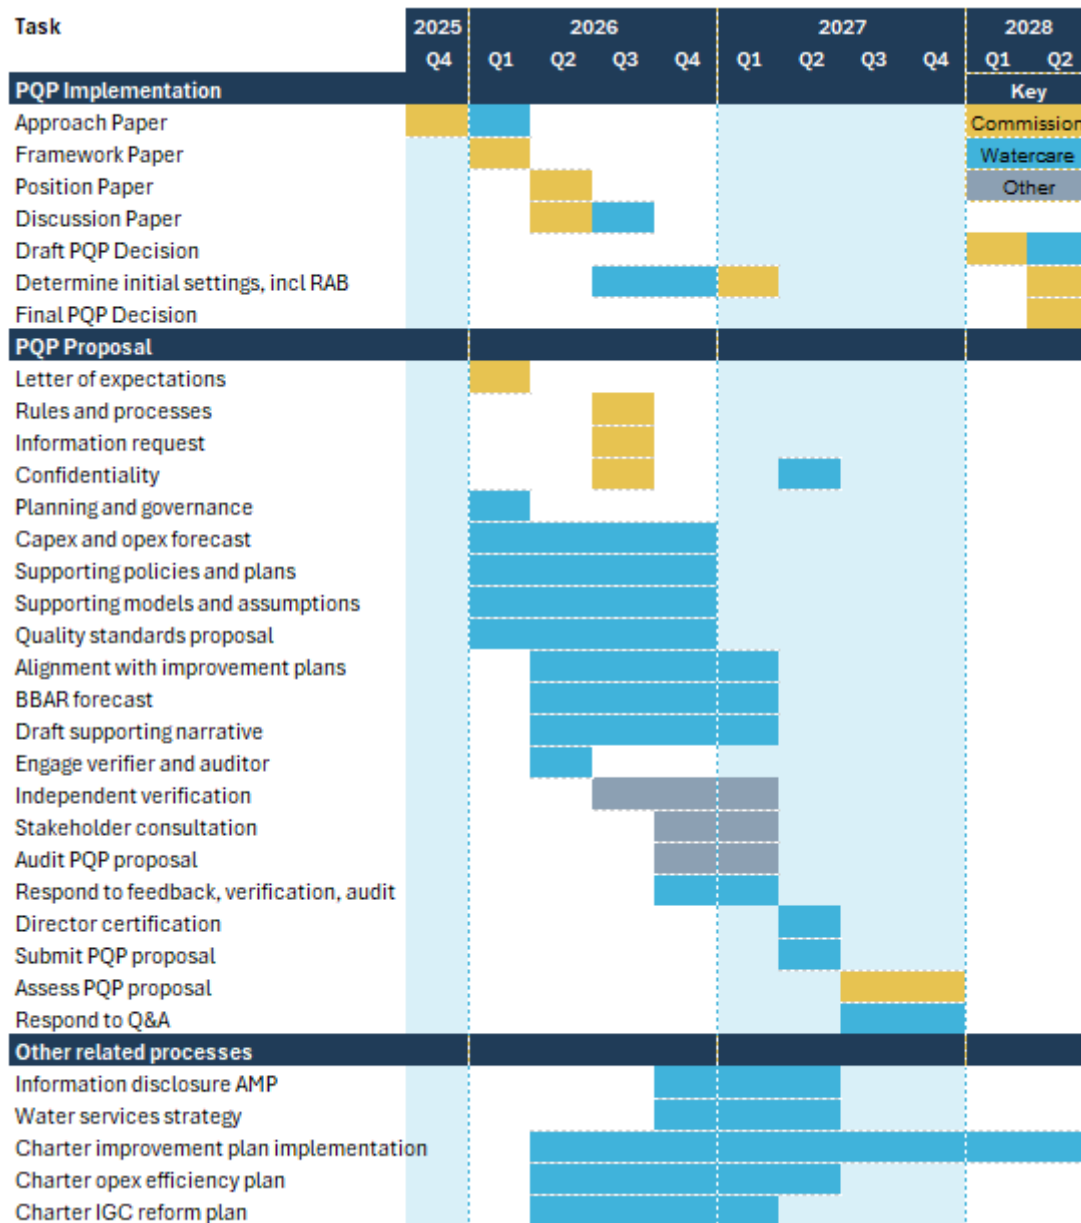 Task 2025 2026 2027 2028
Q4 Q1 Q2 Q3 Q4 Q1 Q2 Q3 Q4 Q1 Q2
PQP Implementation Key
Approach Paper Commission
Framework Paper Watercare
Position Paper Other
Discussion Paper
Draft PQP Decision
Determine initial settings, incl RAB
Final PQP Decision
PQP Proposal
Letter of expectations
Rules and processes
Information request
Confidentiality
Planning and governance
Capex and opex forecast
Supporting policies and plans
Supporting models and assumptions
Quality standards proposal
Alignment with improvement plans
BBAR forecast
Draft supporting narrative
Engage verifier and auditor
Independent verification
Stakeholder consultation
Audit PQP proposal
Respond to feedback, verification, audit
Director certification
Submit PQP proposal
Assess PQP proposal
Respond to Q&A
Other related processes
Information disclosure AMP
Water services strategy
Charter improvement plan implementation
Charter opex efficiency plan
Charter IGC reform plan